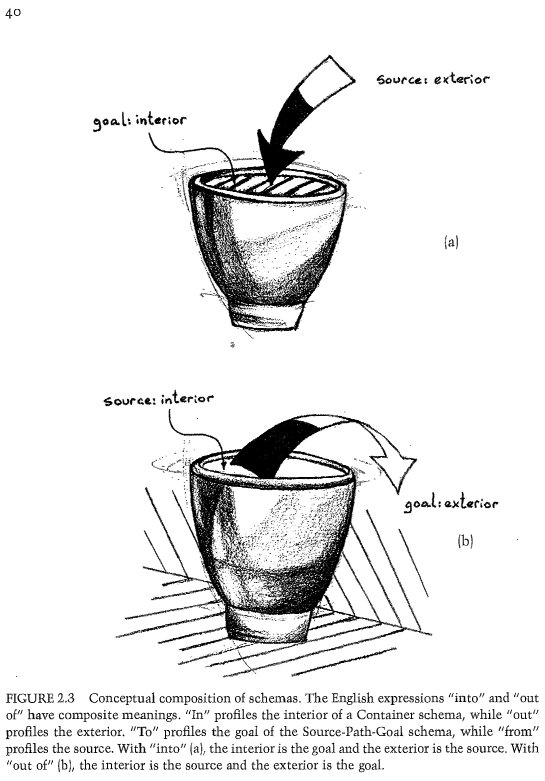 40
source: exterior
goal: interior
(a)
source: interior
goal: exterior
(b)
FIGURE 2.3 Conceptual composition of schemas. The English expressions "into" and "out
of" have composite meanings. "In" profiles the interior of a Container schema, while "out"
profiles the exterior. "To" profiles the goal of the Source-Path-Goal schema, while "from"
profiles the source. With "into" (a), the interior is the goal and the exterior is the source. With
"out of" (b), the interior is the source and the exterior is the goal.